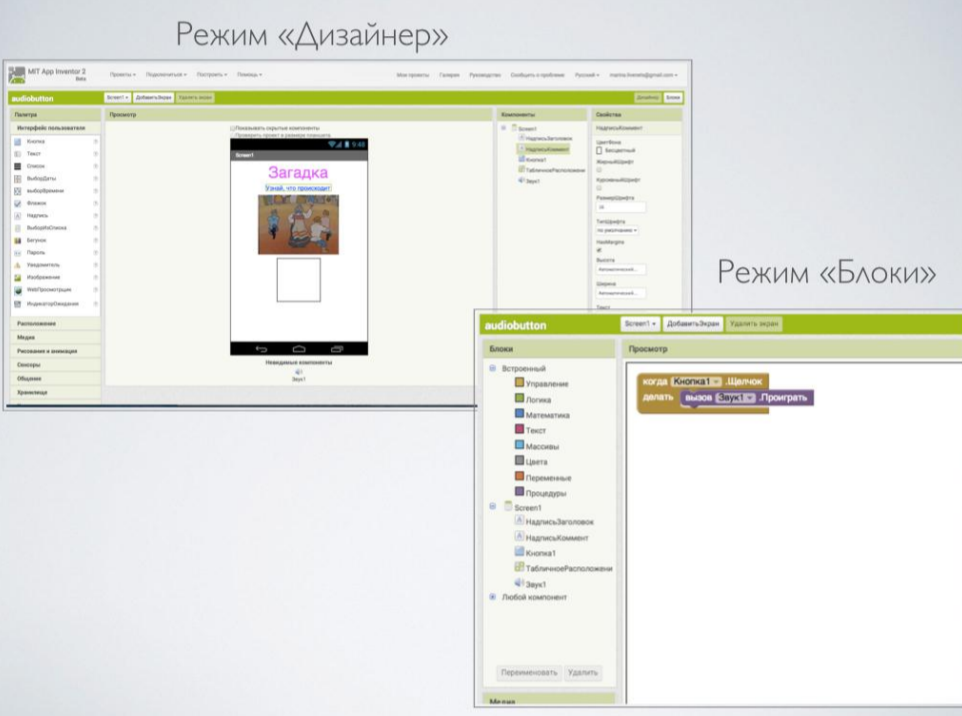 Режим «Дизайнер»
MIT App Inventor 2
Beta
Проекты
Подключиться
Построить
Помощь
Мои проекты
Галерея
Руководство
Сообщить о проблеме
Русский
audiobutton
Screen1
ДобавитьЭкран
Удалить экран
Дизайнер
Блоки
Палитра
Просмотр
Компоненты
Свойства
Интерфейс пользователя
Кнопка
Текст
Список
ВыборДаты
выборВремени
Флажок
Надпись
ВыборИзСписка
Бегунок
Пароль
Уведомитель
Изображение
WebПросмотрщик
ИндикаторОжидания
Расположение
Медиа
Рисование и анимация
Сенсоры
Общение
Хранилище
Показывать скрытые компоненты
Проверить проект в размере планшета
9:48
Screen1
Загадка
Узнай, что происходит
Невидимые компоненты
Звук1
Screen1
НадписьЗаголовок
НадписьКоммент
Кнопка1
ТабличноеРасположени
Звук1
НадписьКоммент
ЦветФона
Бесцветный
ЖирныйШрифт
КурсивныйШрифт
РазмерШрифта
ТипШрифта
по умолчанию
HasMargins
Высота
Автоматический...
Ширина
Автоматический...
Текст
Режим «Блоки»
audiobutton
Screen1
ДобавитьЭкран
Удалить экран
Блоки
Просмотр
Встроенный
Управление
Логика
Математика
Текст
Массивы
Цвета
Переменные
Процедуры
Screen1
НадписьЗаголовок
НадписьКоммент
Кнопка1
ТабличноеРасположени
Звук1
Любой компонент
Переименовать
Удалить
Медиа
когда Кнопка1 .Щелчок
делать вызов Звук1 .Проиграть